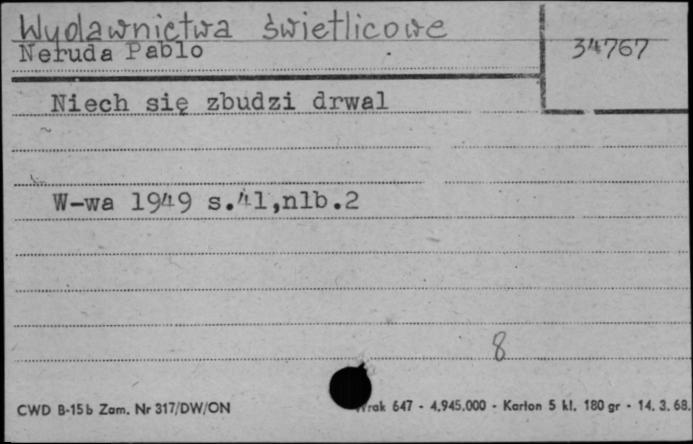 Wydawnictwa świetlicowe
Neruda Pablo
34767
Niech się zbudzi drwal
W-wa 1949 s.41,nlb.2
8
CWD B-15b Zam. Nr 317/DW/ON
647 - 4.945.000 - Karton 5 kl. 180 gr - 14. 3. 68.